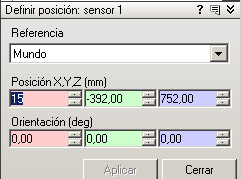 Definir posición: sensor 1 ?
Referencia
Mundo
Posición X,Y,Z (mm)
15 -392,00 752,00
Orientación (deg)
0,00 0,00 0,00
Aplicar Cerrar